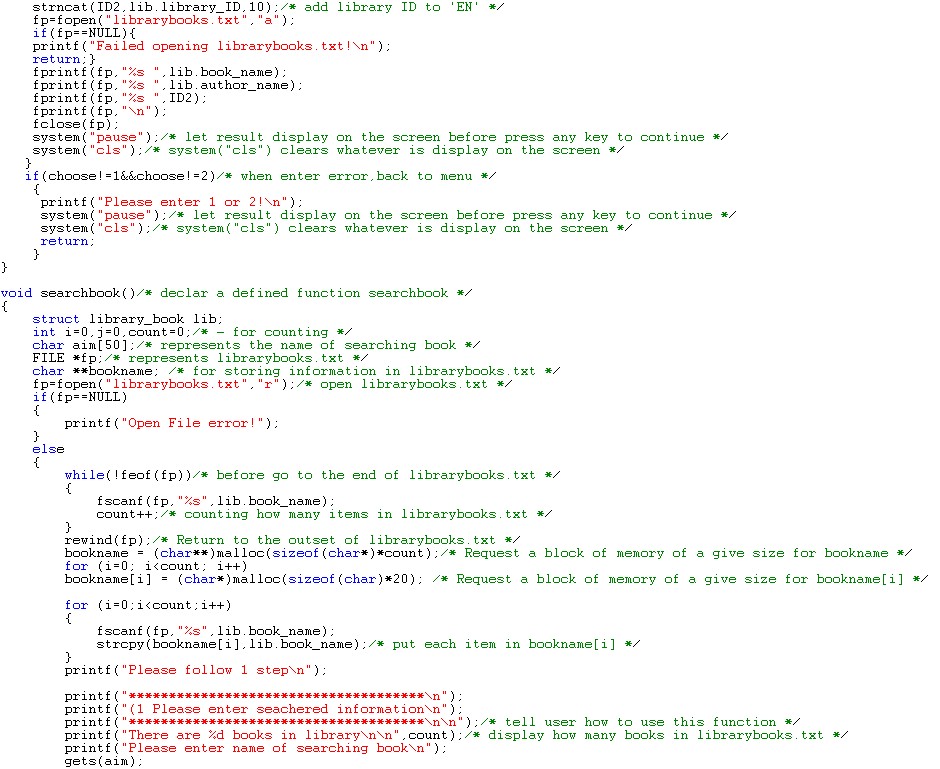 strncat(ID2,lib.library_ID,10);/* add library ID to 'EN' */
fp=fopen("librarybooks.txt","a");
if(fp==NULL){
printf("Failed opening librarybooks.txt!\n");
return;}
fprintf(fp,"%s ",lib.book_name);
fprintf(fp,"%s ",lib.author_name);
fprintf(fp,"%s ",ID2);
fprintf(fp,"\n");
fclose(fp);
system("pause");/* let result display on the screen before press any key to continue */
system("cls");/* system("cls") clears whatever is display on the screen */
}
if(choose!=1&&choose!=2)/* when enter error,back to menu */
{
printf("Please enter 1 or 2!\n");
system("pause");/* let result display on the screen before press any key to continue */
system("cls");/* system("cls") clears whatever is display on the screen */
return;
}
}
void searchbook()/* declar a defined function searchbook */
{
struct library_book lib;
int i=0,j=0,count=0;/* - for counting */
char aim[50];/* represents the name of searching book */
FILE *fp;/* represents librarybooks.txt */
char **bookname; /* for storing information in librarybooks.txt */
fp=fopen("librarybooks.txt","r");/* open librarybooks.txt */
if(fp==NULL)
{
printf("Open File error!");
}
else
{
while(!feof(fp))/* before go to the end of librarybooks.txt */
{
fscanf(fp,"%s",lib.book_name);
count++;/* counting how many items in librarybooks.txt */
}
rewind(fp);/* Return to the outset of librarybooks.txt */
bookname = (char**)malloc(sizeof(char*)*count);/* Request a block of memory of a give size for bookname */
for (i=0; i<count; i++)
bookname[i] = (char*)malloc(sizeof(char)*20); /* Request a block of memory of a give size for bookname[i] */
for (i=0;i<count;i++)
{
fscanf(fp,"%s",lib.book_name);
strcpy(bookname[i],lib.book_name);/* put each item in bookname[i] */
}
printf("Please follow 1 step\n");
printf("*************************************\n");
printf("(1 Please enter seachered information\n");
printf("*************************************\n\n");/* tell user how to use this function */
printf("There are %d books in library\n\n",count);/* display how many books in librarybooks.txt */
printf("Please enter name of searching book\n");
gets(aim);